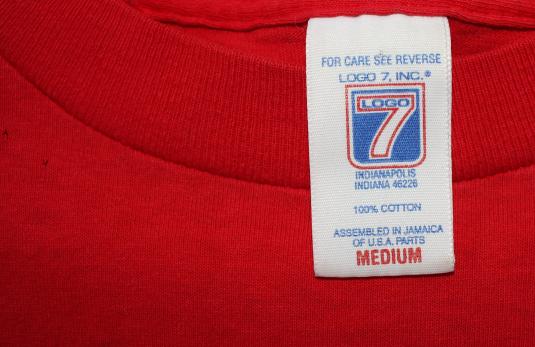 FOR CARE SEE REVERSE
LOGO 7, INC.®
LOGO
7
INDIANAPOLIS
INDIANA 46226
100% COTTON
ASSEMBLED IN JAMAICA
OF U.S.A. PARTS
MEDIUM